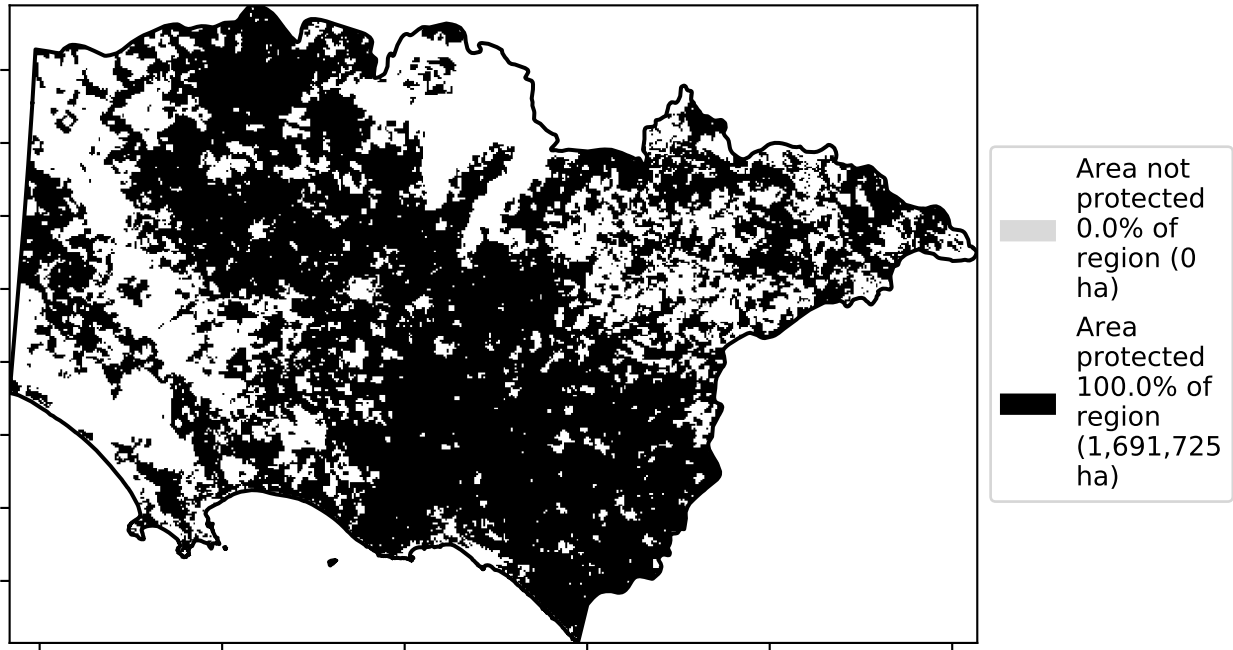 Area not
protected
0.0% of
region (0
ha)
Area
protected
100.0% of
region
(1,691,725
ha)